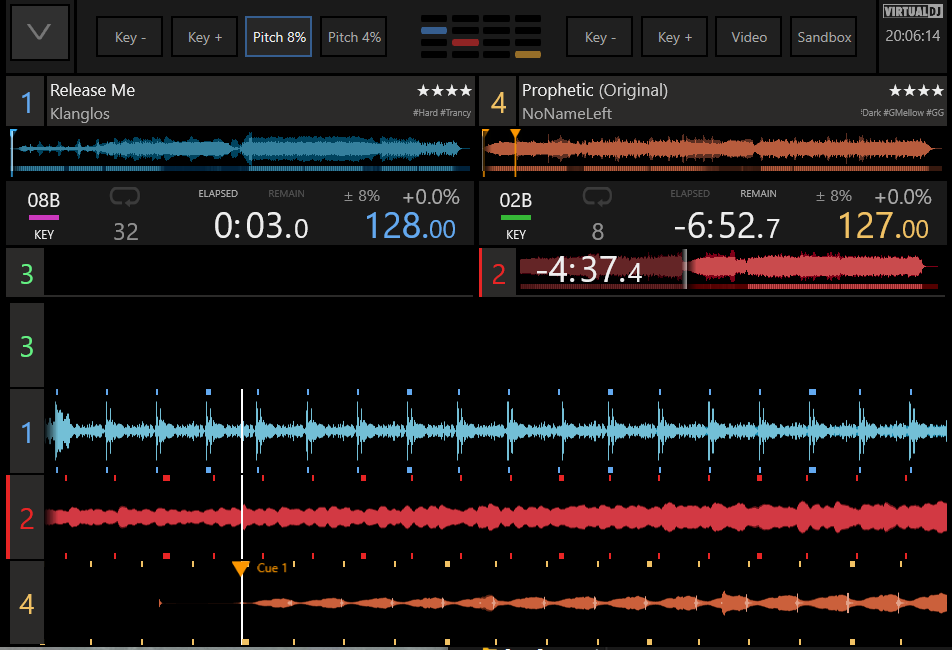 Key - Key + Pitch 8% Pitch 4% Key - Key + Video Sandbox VIRTUALDJ
20:06:14
1 Release Me ★★★★
Klanglos #Hard #Trancy
4 Prophetic (Original) ★★★★
NoNameLeft #Dark #GMellow #GG
08B ELAPSED REMAIN ± 8% +0.0%
KEY 32 0:03.0 128.00
02B ELAPSED REMAIN ± 8% +0.0%
KEY 8 -6:52.7 127.00
3
2 -4:37.4
3
1
2
4 Cue 1